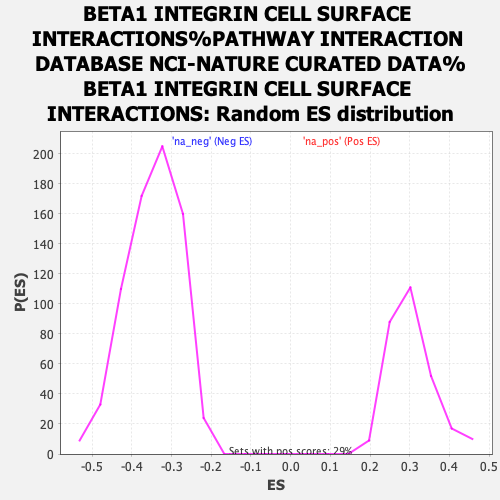 BETA1 INTEGRIN CELL SURFACE
INTERACTIONS%PATHWAY INTERACTION
DATABASE NCI-NATURE CURATED DATA%
BETA1 INTEGRIN CELL SURFACE
INTERACTIONS: Random ES distribution
'na_neg' (Neg ES) 'na_pos' (Pos ES)
200
180
160
140
120
100
80
60
40
20
0
P(ES)
Sets with pos scores: 29%
-0.5 -0.4 -0.3 -0.2 -0.1 0.0 0.1 0.2 0.3 0.4 0.5
ES